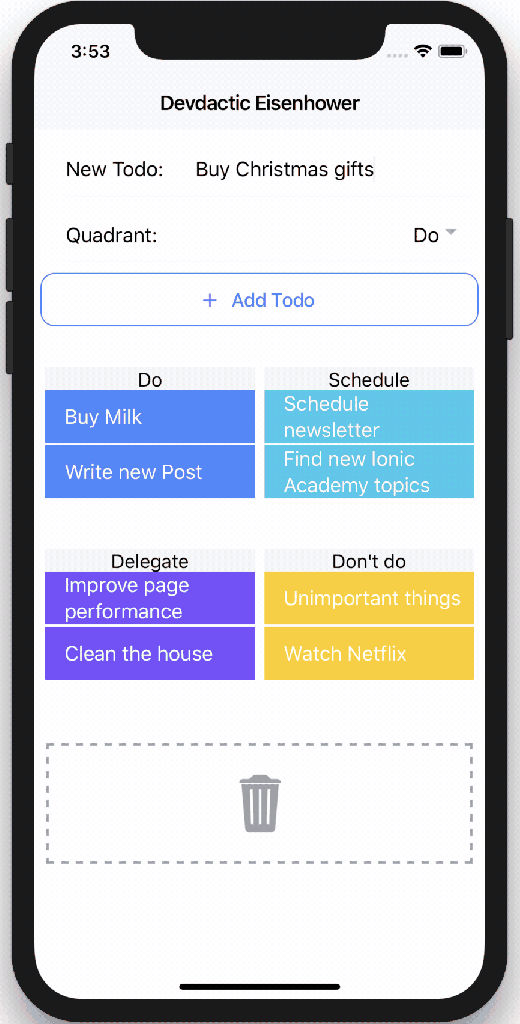 3:53
Devdactic Eisenhower
New Todo: Buy Christmas gifts
Quadrant: Do
+ Add Todo
Do Schedule
Buy Milk
Schedule
newsletter
Write new Post
Find new Ionic
Academy topics
Delegate Don't do
Improve page
performance
Unimportant things
Clean the house
Watch Netflix